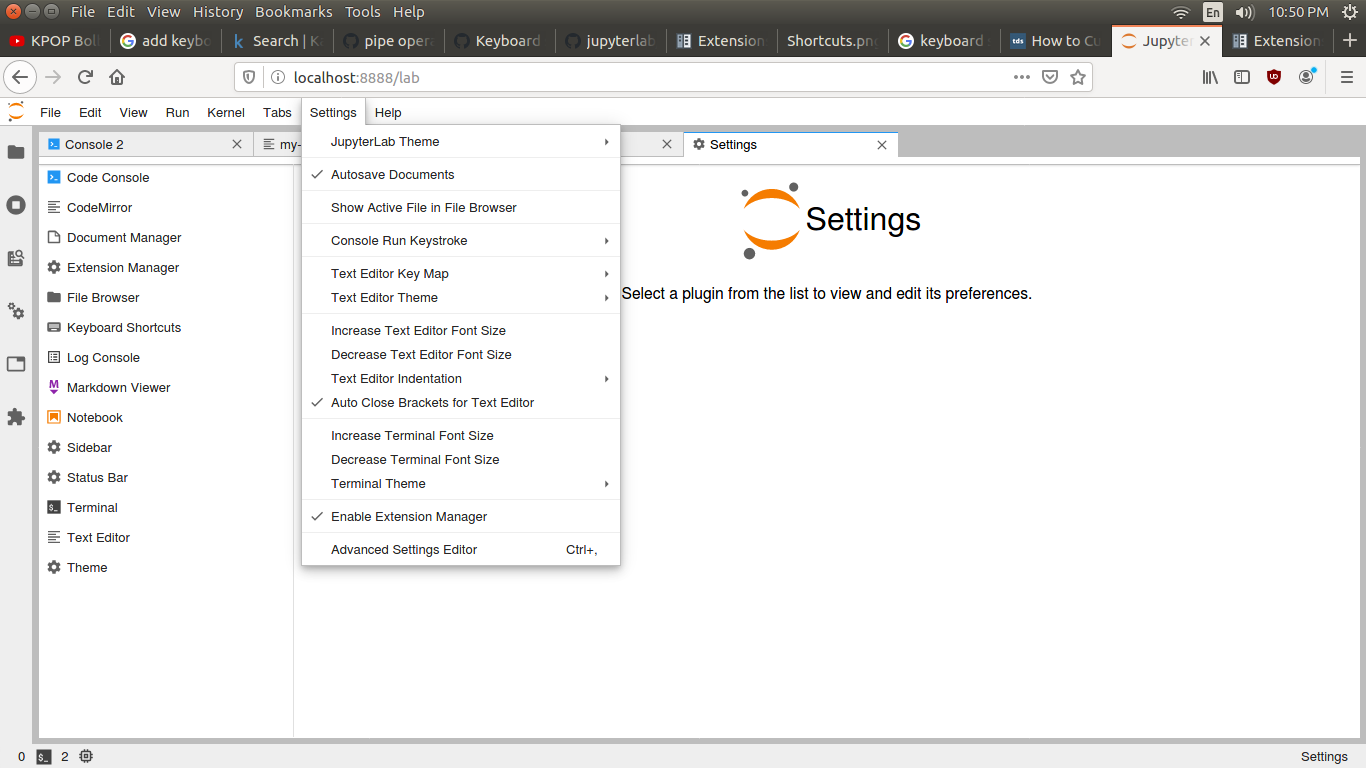 File Edit View History Bookmarks Tools Help En 10:50 PM
KPOP Bol add keybo Search | K pipe opera Keyboard jupyterlab Extension Shortcuts.pn keyboard tds How to Cu Jupyter Extension
localhost:8888/lab
File Edit View Run Kernel Tabs Settings Help
Console 2 my- Settings
Code Console
CodeMirror
Document Manager
Extension Manager
File Browser
Keyboard Shortcuts
Log Console
Markdown Viewer
Notebook
Sidebar
Status Bar
Terminal
Text Editor
Theme
JupyterLab Theme
Autosave Documents
Show Active File in File Browser
Console Run Keystroke
Text Editor Key Map
Text Editor Theme
Increase Text Editor Font Size
Decrease Text Editor Font Size
Text Editor Indentation
Auto Close Brackets for Text Editor
Increase Terminal Font Size
Decrease Terminal Font Size
Terminal Theme
Enable Extension Manager
Advanced Settings Editor Ctrl+,
Settings
Select a plugin from the list to view and edit its preferences.
0 2 Settings